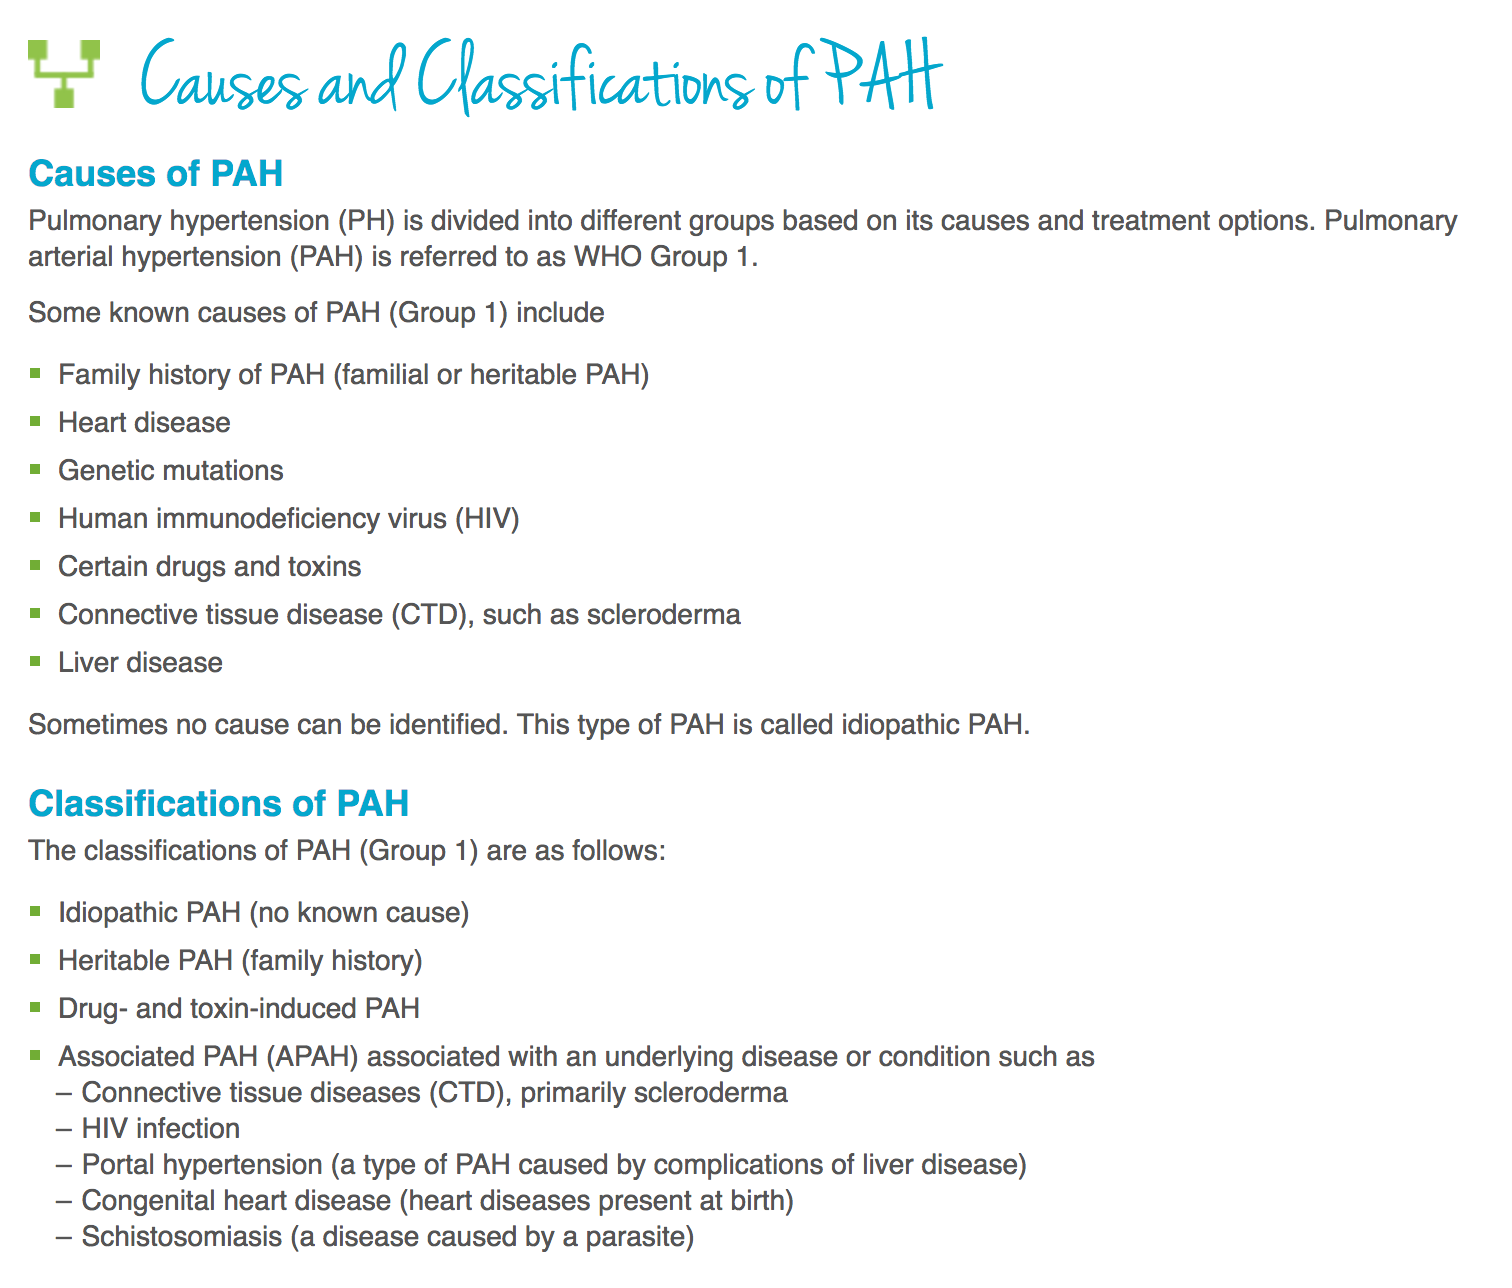 Causes and Classifications of PAH
Causes of PAH
Pulmonary hypertension (PH) is divided into different groups based on its causes and treatment options. Pulmonary
arterial hypertension (PAH) is referred to as WHO Group 1.
Some known causes of PAH (Group 1) include
Family history of PAH (familial or heritable PAH)
Heart disease
Genetic mutations
Human immunodeficiency virus (HIV)
Certain drugs and toxins
Connective tissue disease (CTD), such as scleroderma
Liver disease
Sometimes no cause can be identified. This type of PAH is called idiopathic PAH.
Classifications of PAH
The classifications of PAH (Group 1) are as follows:
Idiopathic PAH (no known cause)
Heritable PAH (family history)
Drug- and toxin-induced PAH
Associated PAH (APAH) associated with an underlying disease or condition such as
– Connective tissue diseases (CTD), primarily scleroderma
– HIV infection
– Portal hypertension (a type of PAH caused by complications of liver disease)
– Congenital heart disease (heart diseases present at birth)
– Schistosomiasis (a disease caused by a parasite)